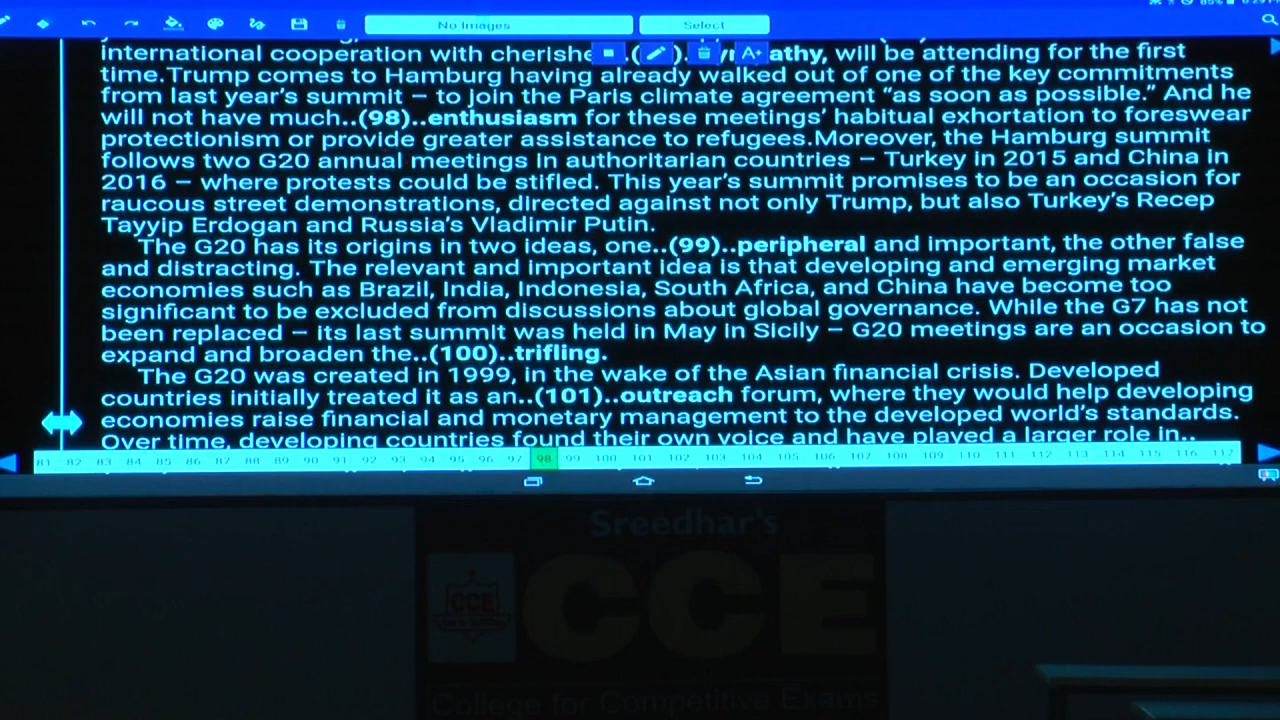 No Images
Select
A+
international cooperation with cherishe athy, will be attending for the first
time.Trump comes to Hamburg having already walked out of one of the key commitments
from last year's summit – to join the Paris climate agreement “as soon as possible.” And he
will not have much..(98)..enthusiasm for these meetings’ habitual exhortation to foreswear
protectionism or provide greater assistance to refugees.Moreover, the Hamburg summit
follows two G20 annual meetings in authoritarian countries – Turkey in 2015 and China in
2016 – where protests could be stifled. This year's summit promises to be an occasion for
raucous street demonstrations, directed against not only Trump, but also Turkey's Recep
Tayyip Erdogan and Russia's Vladimir Putin.
The G20 has its origins in two ideas, one..(99)..peripheral and important, the other false
and distracting. The relevant and important idea is that developing and emerging market
economies such as Brazil, India, Indonesia, South Africa, and China have become too
significant to be excluded from discussions about global governance. While the G7 has not
been replaced – its last summit was held in May in Sicily – G20 meetings are an occasion to
expand and broaden the..(100)..trifling.
The G20 was created in 1999, in the wake of the Asian financial crisis. Developed
countries initially treated it as an..(101)..outreach forum, where they would help developing
economies raise financial and monetary management to the developed world's standards.
Over time, developing countries found their own voice and have played a larger role in..
81 82 83 84 85 86 87 88 89 90 91 92 93 94 95 96 97 98 99 100 101 102 103 104 105 106 107 108 109 110 111 112 113 114 115 116 117
Sreedhar's
CCE
CCE
College for Competitive Exams